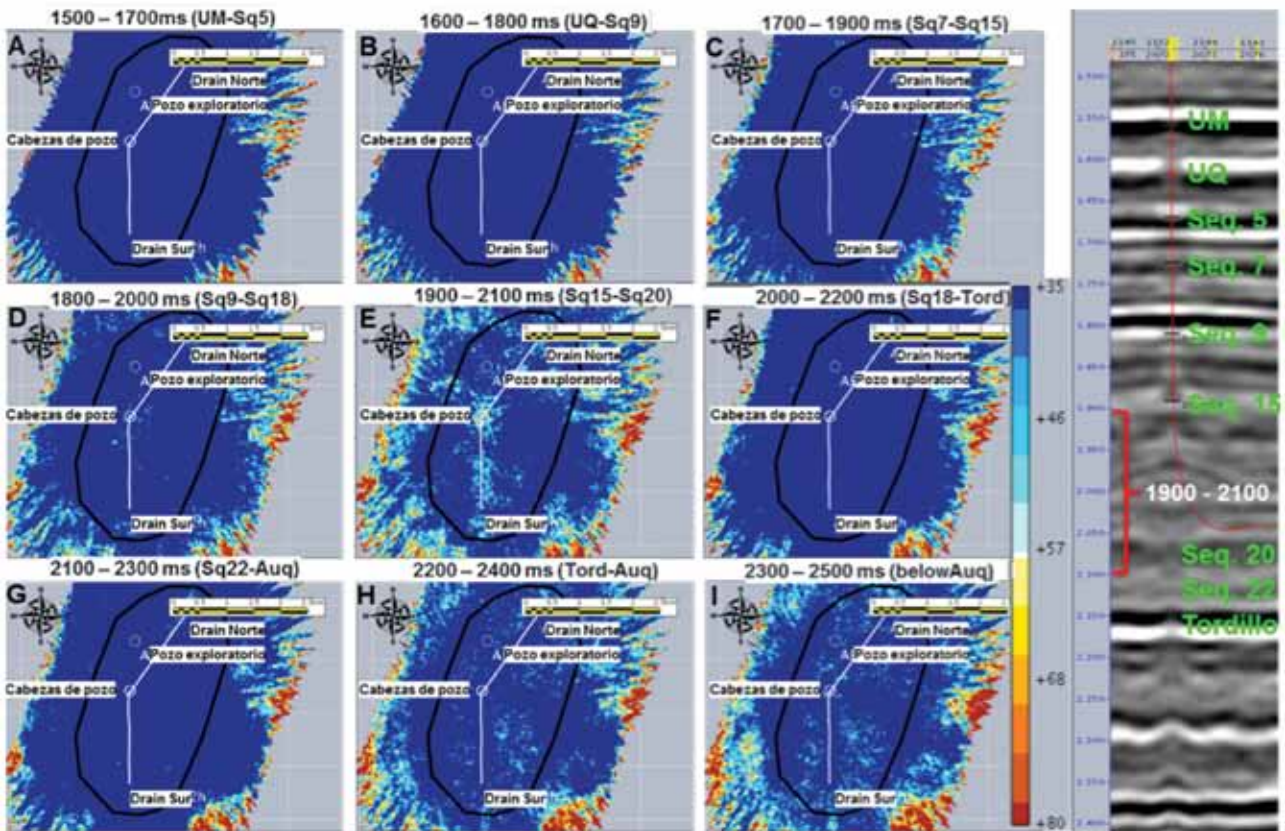 1500 – 1700ms (UM-Sq5)
A
Drain Norte
Pozo exploratorio
Cabezas de pozo
Drain Sur
1600 – 1800 ms (UQ-Sq9)
B
Drain Norte
Pozo exploratorio
Cabezas de pozo
Drain Sur
1700 – 1900 ms (Sq7-Sq15)
C
Drain Norte
Pozo exploratorio
Cabezas de pozo
Drain Sur
1800 – 2000 ms (Sq9-Sq18)
D
Drain Norte
A Pozo exploratorio
Cabezas de pozo
Drain Sur
1900 – 2100 ms (Sq15-Sq20)
E
Drain Norte
A Pozo exploratorio
Cabezas de pozo
Drain Sur
2000 – 2200 ms (Sq18-Tord)
F
Drain Norte
Pozo exploratorio
Cabezas de pozo
Drain Sur
2100 – 2300 ms (Sq22-Auq)
G
Drain Norte
Pozo exploratorio
Cabezas de pozo
Drain Sur
2200 – 2400 ms (Tord-Auq)
H
Drain Norte
Pozo exploratorio
Cabezas de pozo
Drain Sur
2300 – 2500 ms (belowAuq)
I
Drain Norte
Pozo exploratorio
Cabezas de pozo
Drain Sur
+35
+46
+57
+68
+80
UM
UQ
Seq. 5
Seq. 7
Seq. 9
Seq. 15
1900 - 2100
Seq. 20
Seq. 22
Tordillo